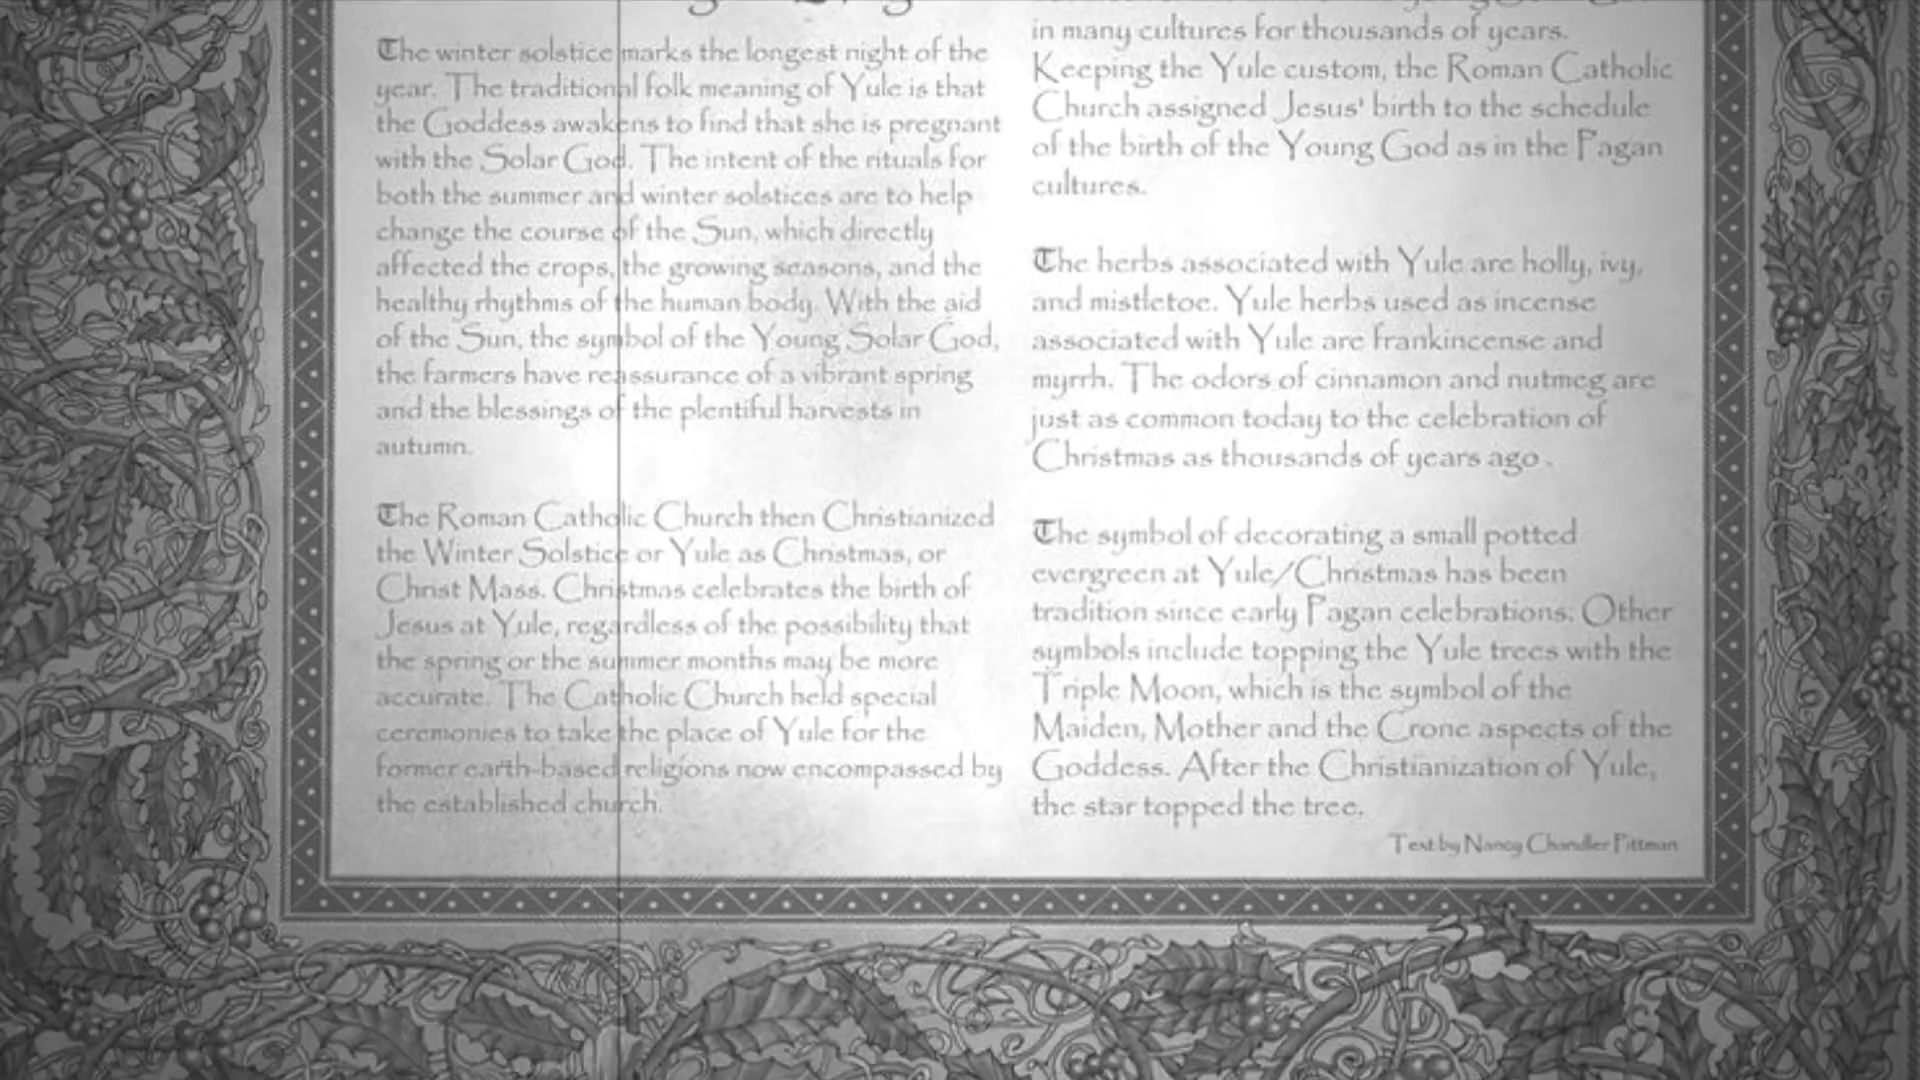 The winter solstice marks the longest night of the
year. The traditional folk meaning of Yule is that
the Goddess awakens to find that she is pregnant
with the Solar God. The intent of the rituals for
both the summer and winter solstices are to help
change the course of the Sun, which directly
affected the crops, the growing seasons, and the
healthy rhythms of the human body. With the aid
of the Sun, the symbol of the Young Solar God,
the farmers have reassurance of a vibrant spring
and the blessings of the plentiful harvests in
autumn.
The Roman Catholic Church then Christianized
the Winter Solstice or Yule as Christmas, or
Christ Mass. Christmas celebrates the birth of
Jesus at Yule, regardless of the possibility that
the spring or the summer months may be more
accurate. The Catholic Church held special
ceremonies to take the place of Yule for the
former earth-based religions now encompassed by
the established church.
in many cultures for thousands of years.
Keeping the Yule custom, the Roman Catholic
Church assigned Jesus' birth to the schedule
of the birth of the Young God as in the Pagan
cultures.
The herbs associated with Yule are holly, ivy,
and mistletoe. Yule herbs used as incense
associated with Yule are frankincense and
myrrh. The odors of cinnamon and nutmeg are
just as common today to the celebration of
Christmas as thousands of years ago.
The symbol of decorating a small potted
evergreen at Yule/Christmas has been
tradition since early Pagan celebrations. Other
symbols include topping the Yule trees with the
Triple Moon, which is the symbol of the
Maiden, Mother and the Crone aspects of the
Goddess. After the Christianization of Yule,
the star topped the tree.
Text by Nancy Chandler Pittman